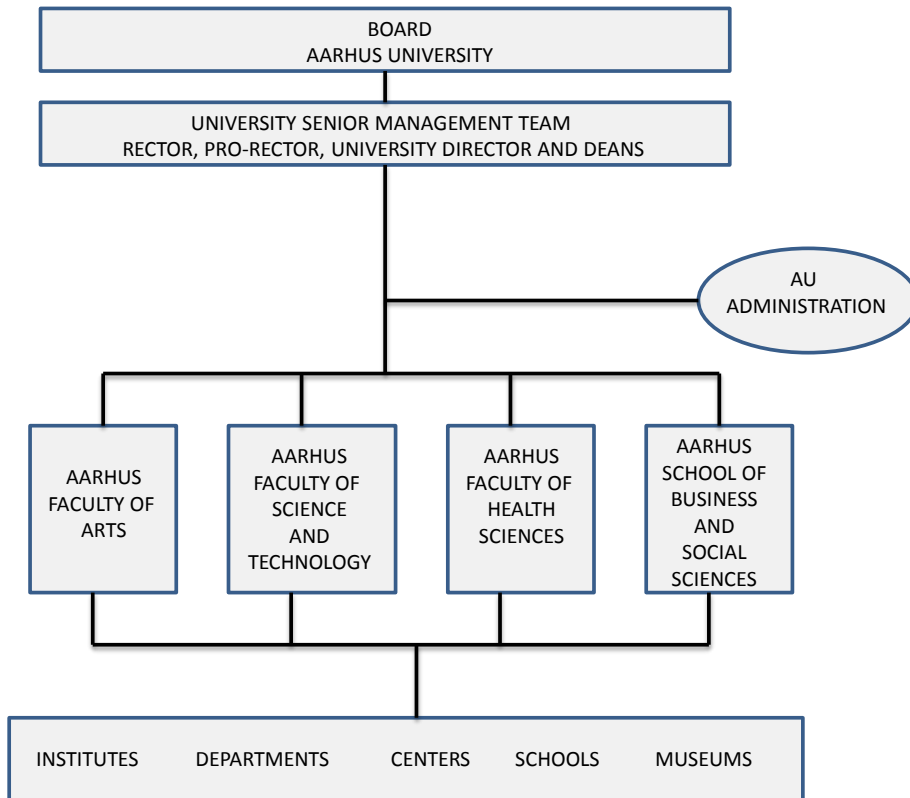 BOARD
AARHUS UNIVERSITY
UNIVERSITY SENIOR MANAGEMENT TEAM
RECTOR, PRO-RECTOR, UNIVERSITY DIRECTOR AND DEANS
AU
ADMINISTRATION
AARHUS
FACULTY OF
ARTS
AARHUS
FACULTY OF
SCIENCE
AND
TECHNOLOGY
AARHUS
FACULTY OF
HEALTH
SCIENCES
AARHUS
SCHOOL OF
BUSINESS
AND
SOCIAL
SCIENCES
INSTITUTES DEPARTMENTS CENTERS SCHOOLS MUSEUMS